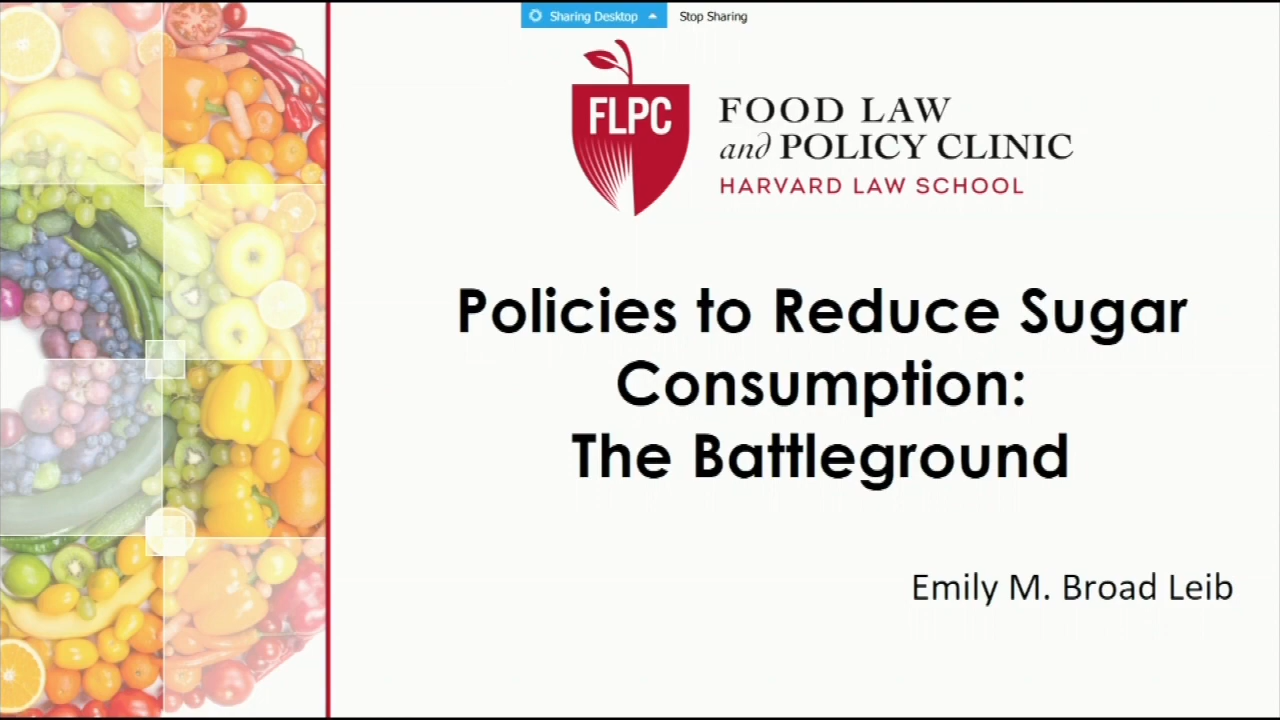 Sharing Desktop Stop Sharing
FLPC
FOOD LAW
and POLICY CLINIC
HARVARD LAW SCHOOL
Policies to Reduce Sugar
Consumption:
The Battleground
Emily M. Broad Leib